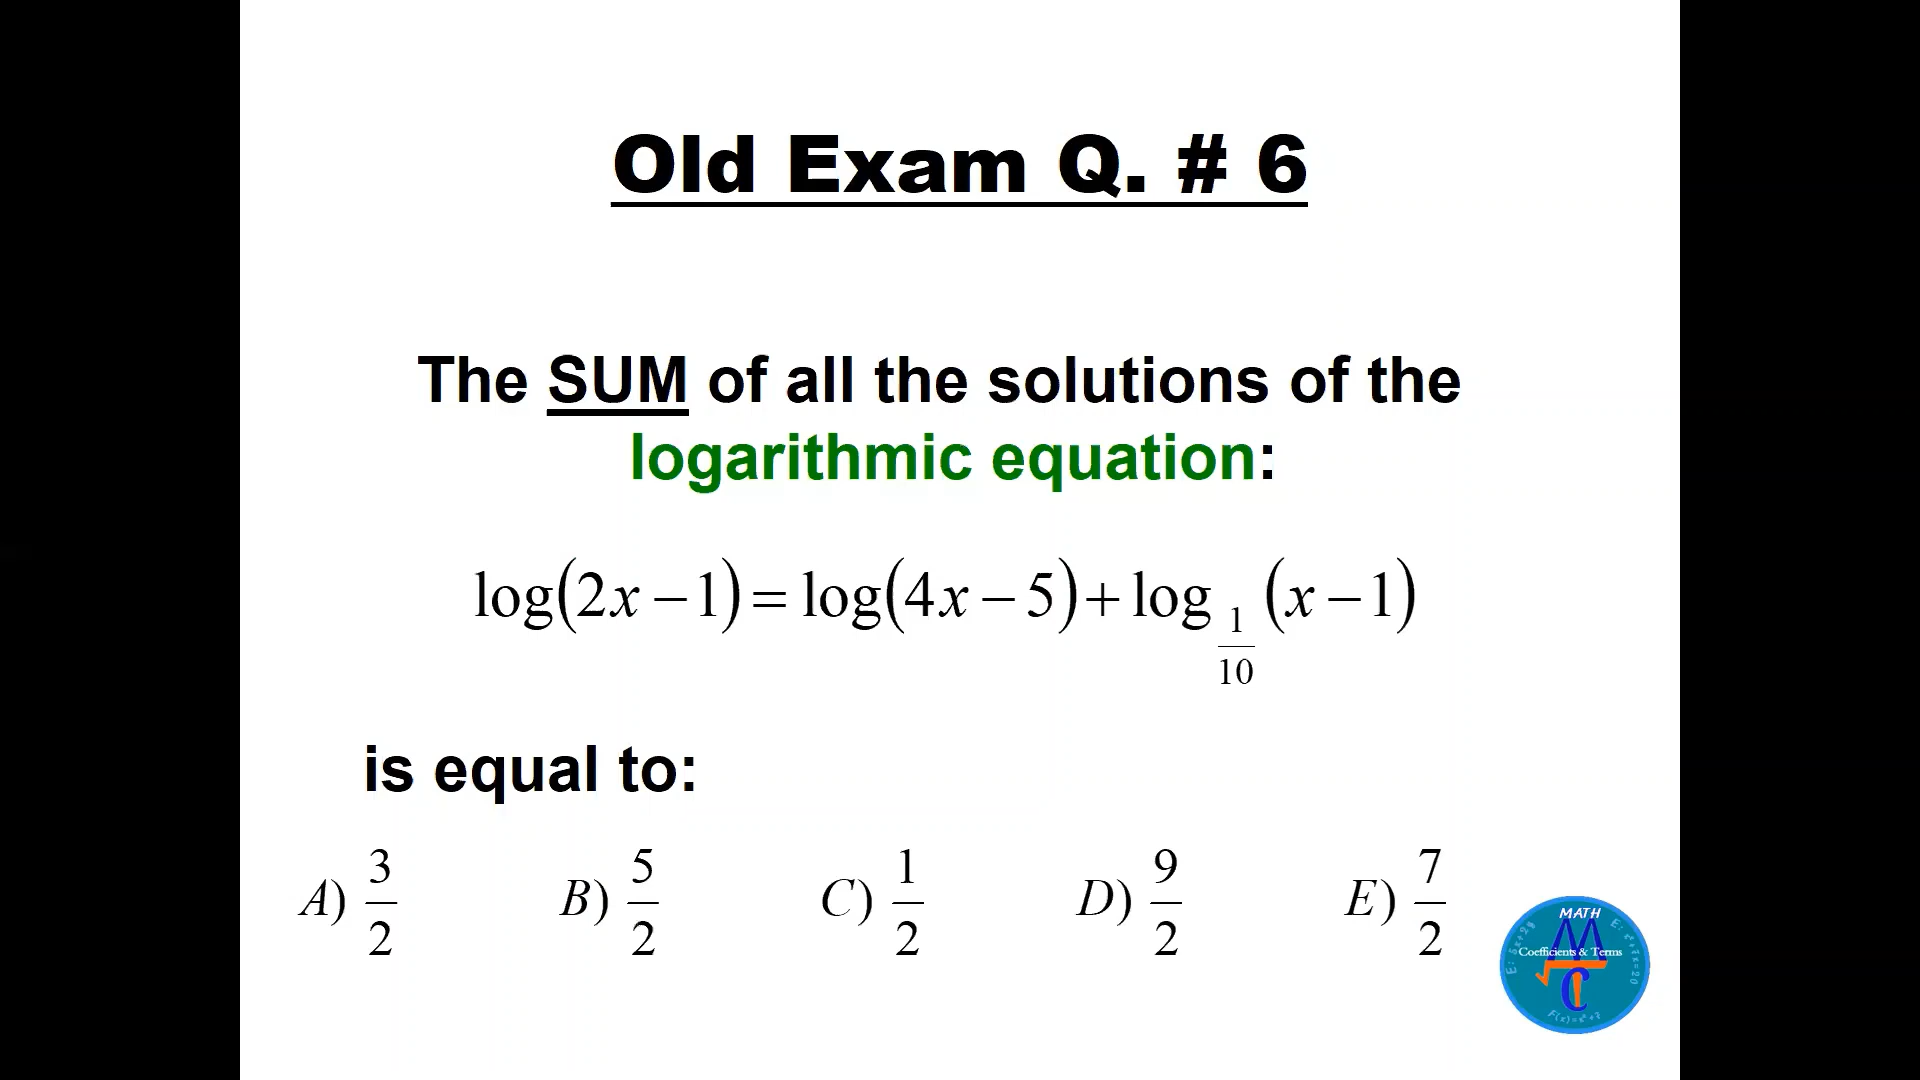 Old Exam Q. # 6
The SUM of all the solutions of the
logarithmic equation:
log(2x − 1) = log(4x − 5) + log_{1/10} (x − 1)
is equal to:
A) 3/2 B) 5/2 C) 1/2 D) 9/2 E) 7/2
MATH
Coefficients & Terms